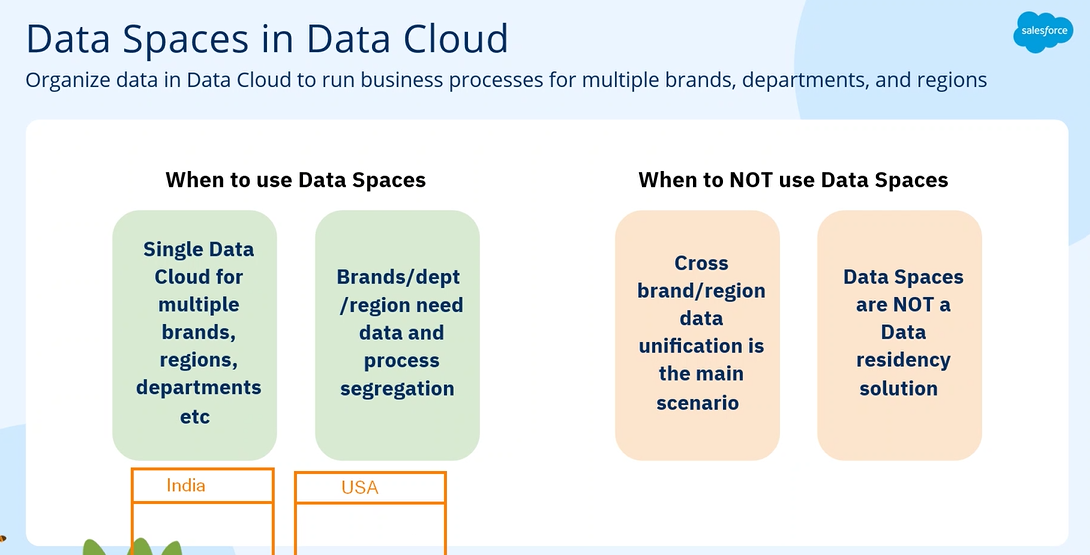 Data Spaces in Data Cloud
salesforce
Organize data in Data Cloud to run business processes for multiple brands, departments, and regions
When to use Data Spaces
Single Data
Cloud for
multiple
brands,
regions,
departments
etc
Brands/dept
/region need
data and
process
segregation
When to NOT use Data Spaces
Cross
brand/region
data
unification is
the main
scenario
Data Spaces
are NOT a
Data
residency
solution
India
USA